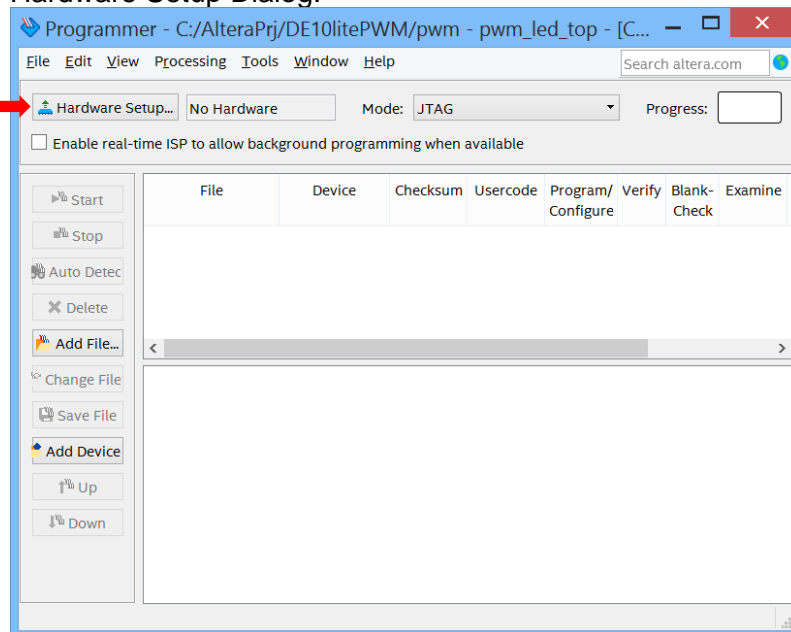 Hardware Setup Dialog.
Programmer - C:/AlteraPrj/DE10litePWM/pwm - pwm_led_top - [C...
File Edit View Processing Tools Window Help Search altera.com
Hardware Setup... No Hardware Mode: JTAG Progress:
Enable real-time ISP to allow background programming when available
File Device Checksum Usercode Program/ Verify Blank- Examine
Configure Check
Start
Stop
Auto Detec
Delete
Add File...
Change File
Save File
Add Device
Up
Down